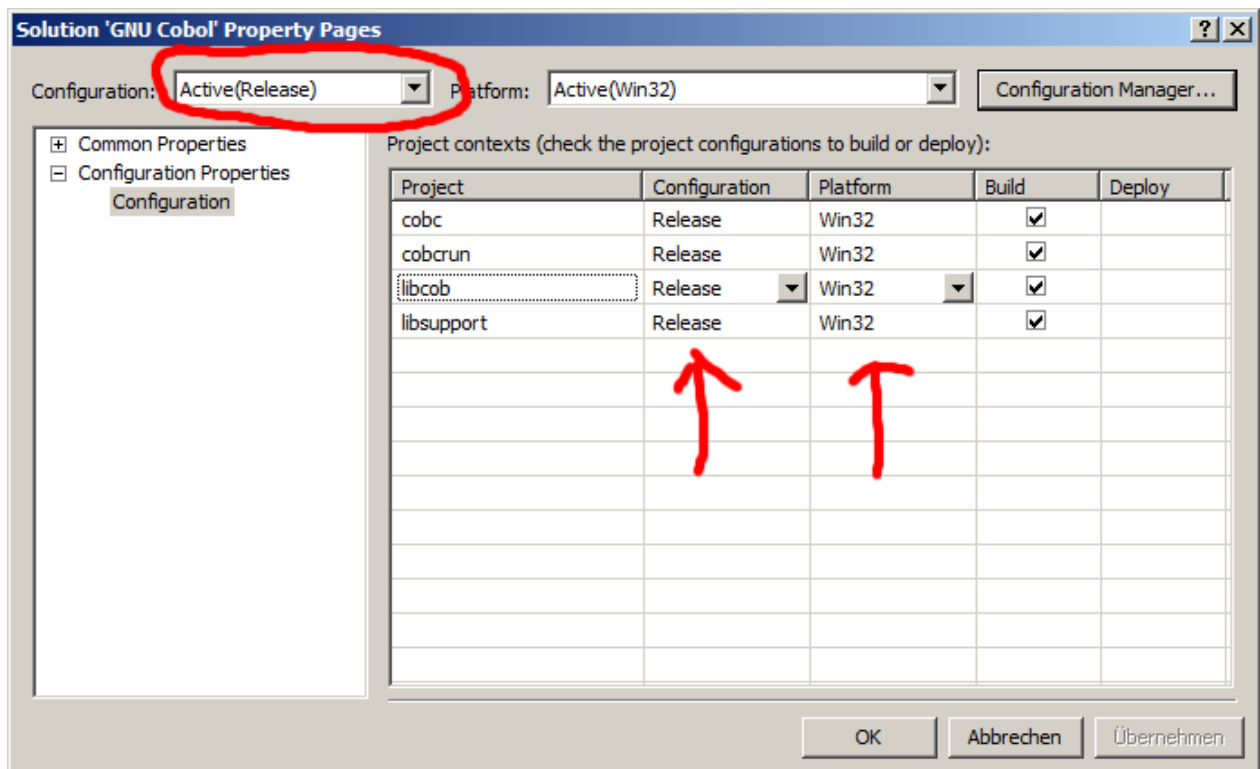 Solution 'GNU Cobol' Property Pages
Configuration: Active(Release) Platform: Active(Win32) Configuration Manager...
Common Properties
Configuration Properties
Configuration
Project contexts (check the project configurations to build or deploy):
Project Configuration Platform Build Deploy
cobc Release Win32
cobcrun Release Win32
libcob Release Win32
libsupport Release Win32
OK Abbrechen Übernehmen